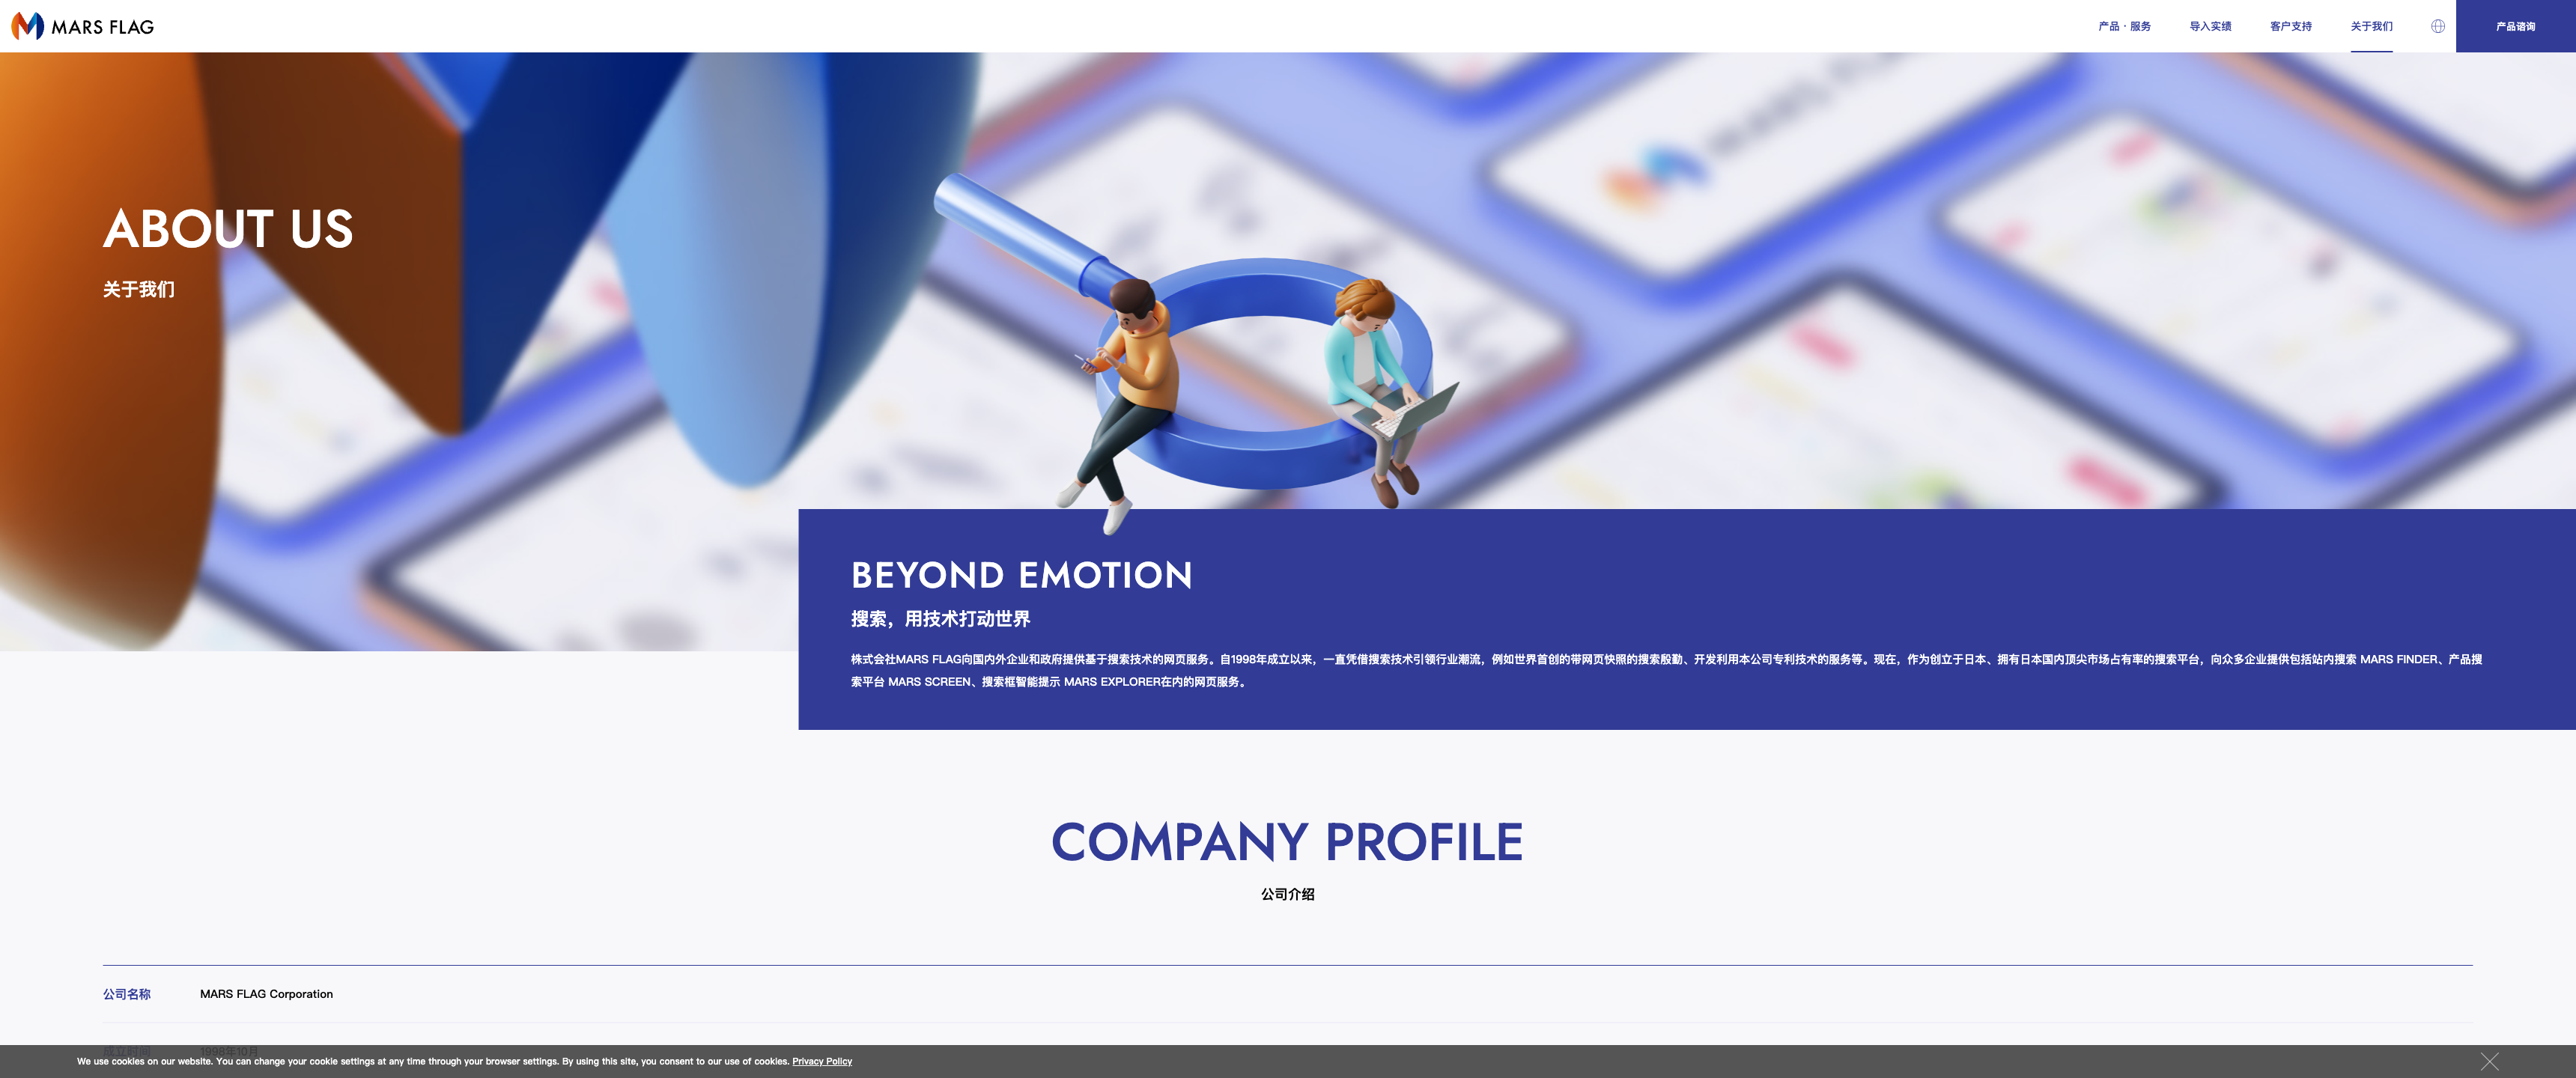 MARS FLAG
产品・服务
导入实绩
客户支持
关于我们
产品谘询
ABOUT US
关于我们
BEYOND EMOTION
搜索，用技术打动世界
株式会社MARS FLAG向国内外企业和政府提供基于搜索技术的网页服务。自1998年成立以来，一直凭借搜索技术引领行业潮流，例如世界首创的带网页快照的搜索殷勤、开发利用本公司专利技术的服务等。现在，作为创立于日本、拥有日本国内顶尖市场占有率的搜索平台，向众多企业提供包括站内搜索 MARS FINDER、产品搜
索平台 MARS SCREEN、搜索框智能提示 MARS EXPLORER在内的网页服务。
COMPANY PROFILE
公司介绍
公司名称 MARS FLAG Corporation
成立时间 1998年10月
We use cookies on our website. You can change your cookie settings at any time through your browser settings. By using this site, you consent to our use of cookies. Privacy Policy